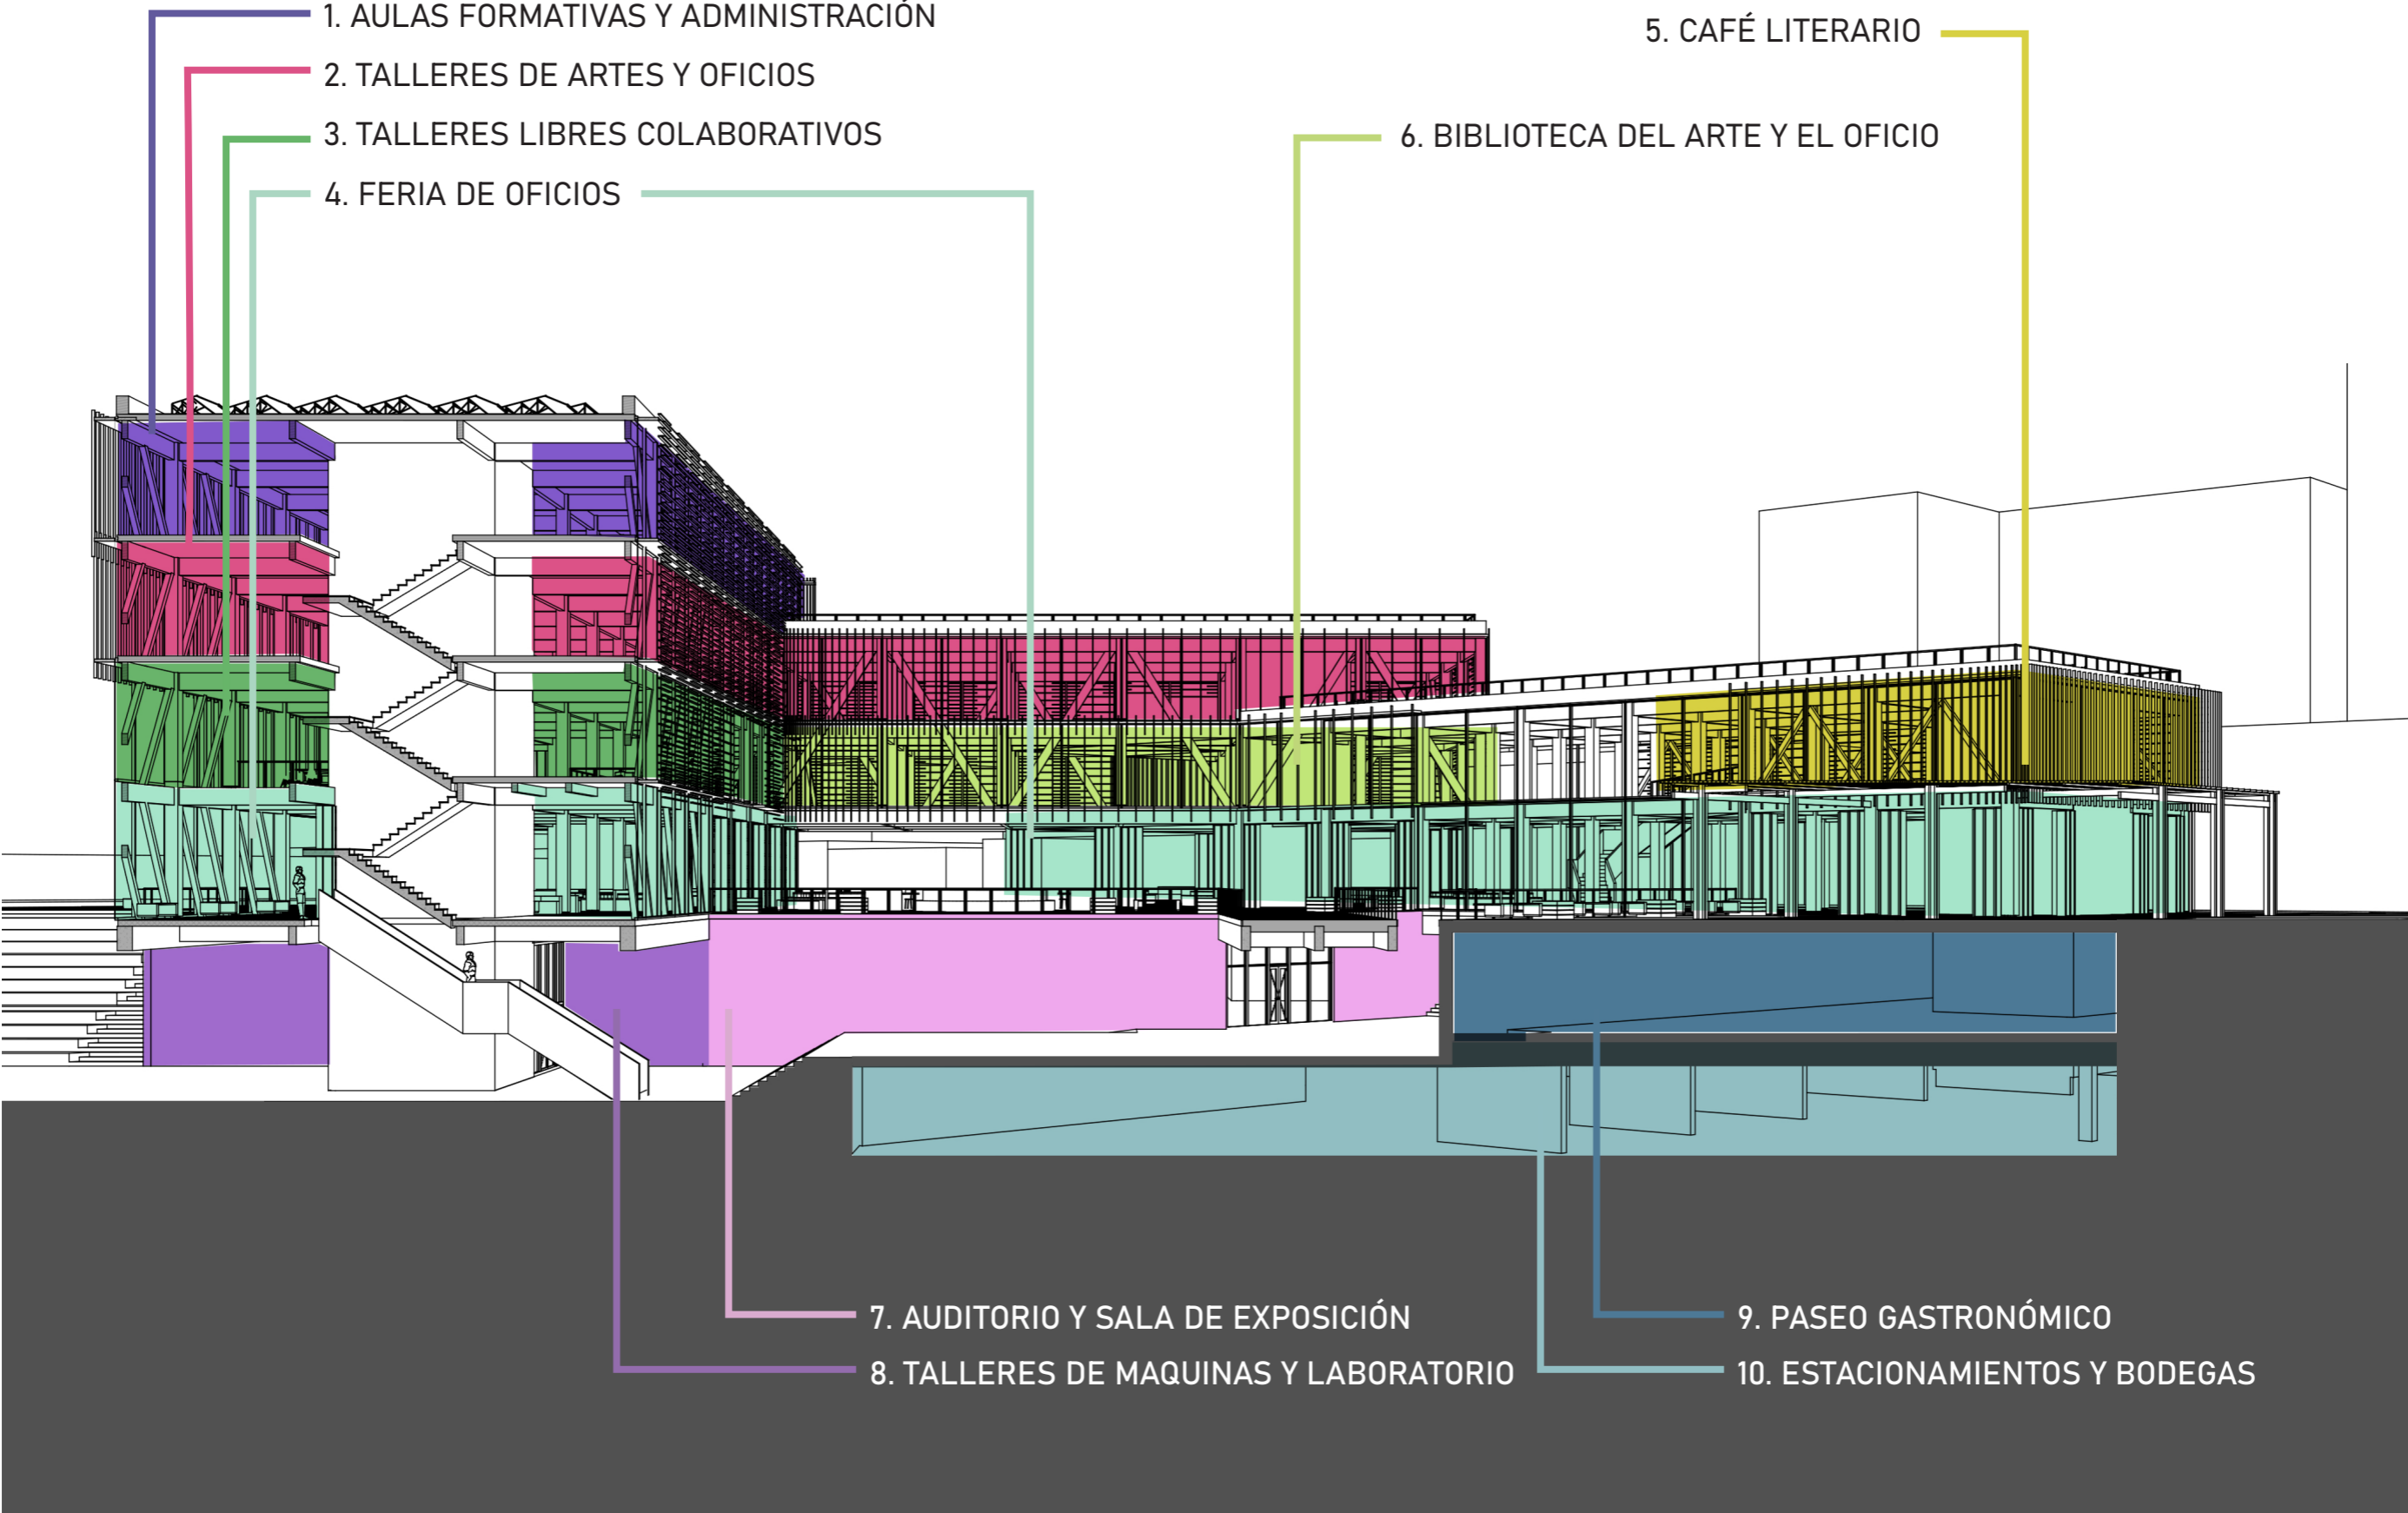 1. AULAS FORMATIVAS Y ADMINISTRACIÓN
2. TALLERES DE ARTES Y OFICIOS
3. TALLERES LIBRES COLABORATIVOS
4. FERIA DE OFICIOS
5. CAFÉ LITERARIO
6. BIBLIOTECA DEL ARTE Y EL OFICIO
7. AUDITORIO Y SALA DE EXPOSICIÓN
8. TALLERES DE MAQUINAS Y LABORATORIO
9. PASEO GASTRONÓMICO
10. ESTACIONAMIENTOS Y BODEGAS